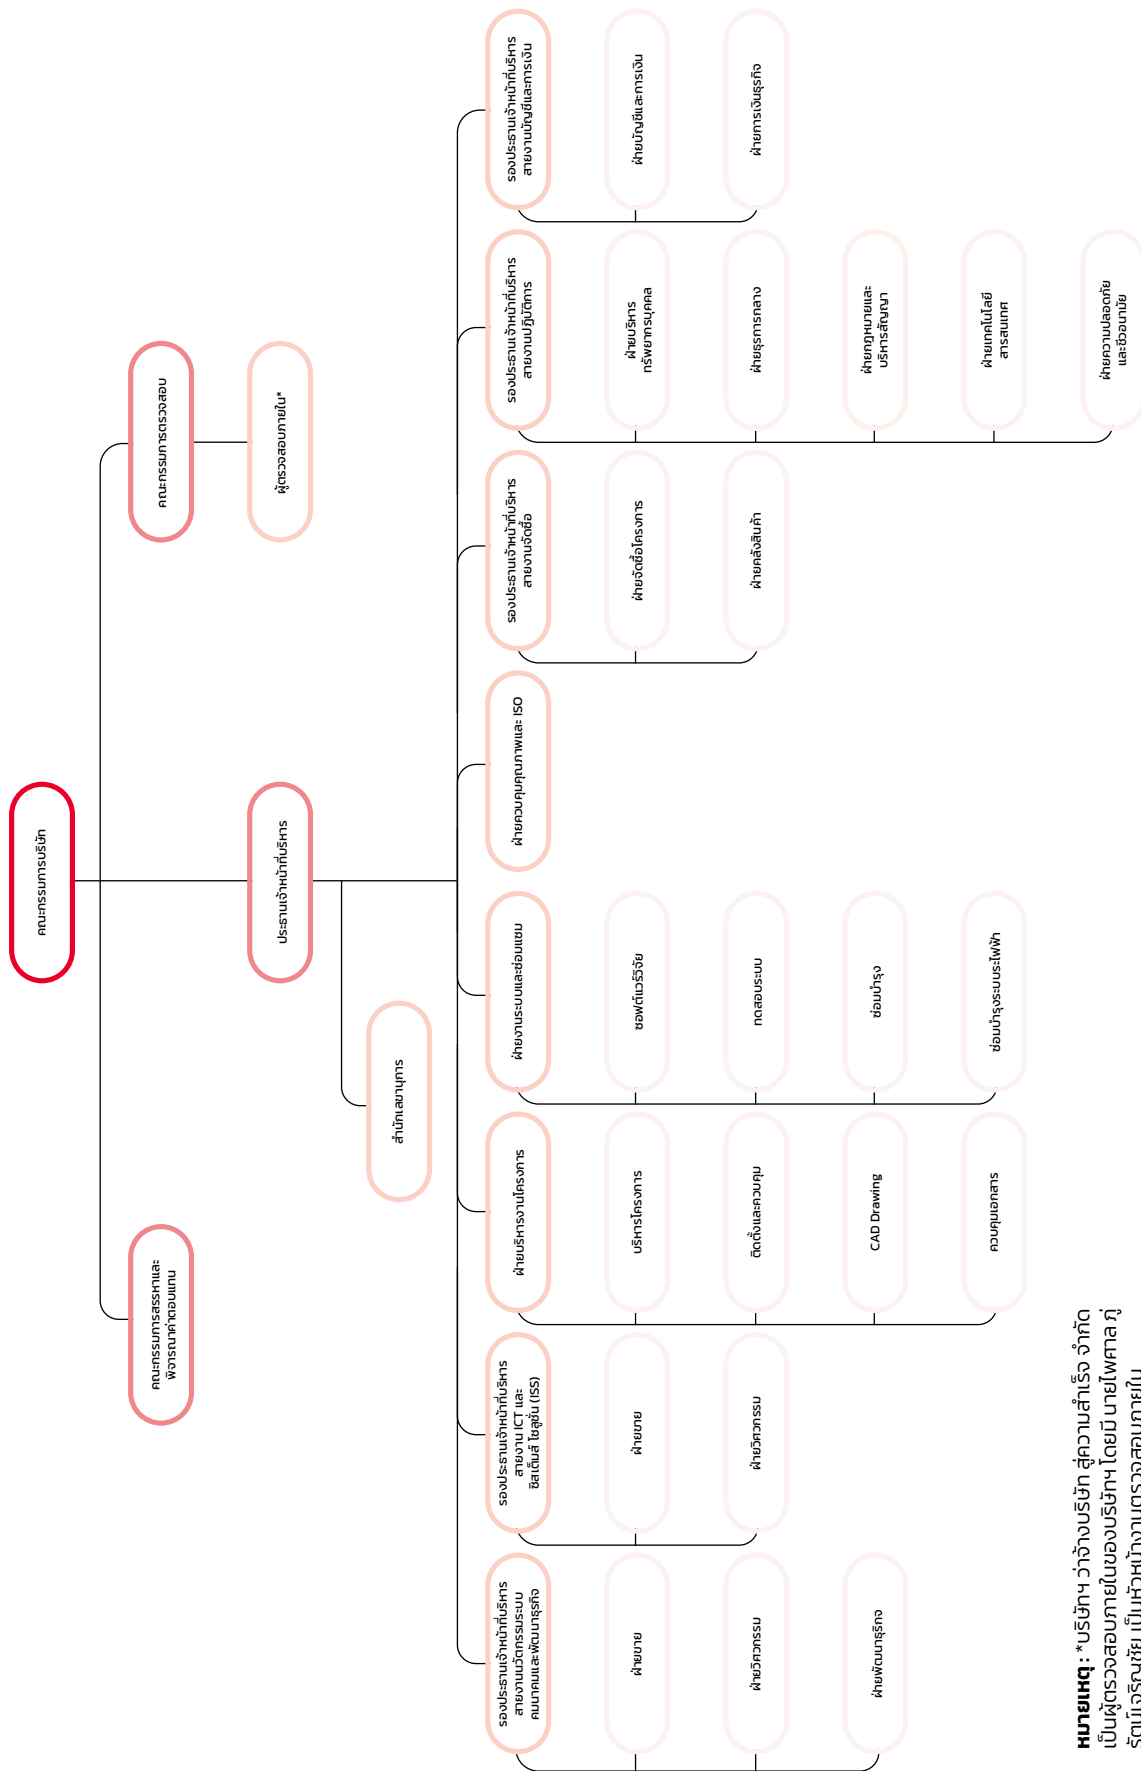 คณะกรรมการบริษัท
คณะกรรมการสรรหาและ
พิจารณาค่าตอบแทน
คณะกรรมการตรวจสอบ
ประธานเจ้าหน้าที่บริหาร
ผู้ตรวจสอบภายใน*
สำนักเลขานุการ
รองประธานเจ้าหน้าที่บริหาร
สายงานนวัตกรรมระบบ
คมนาคมและพัฒนาธุรกิจ
ฝ่ายขาย
ฝ่ายวิศวกรรม
ฝ่ายพัฒนาธุรกิจ
รองประธานเจ้าหน้าที่บริหาร
สายงาน ICT และ
ซิสเต็มส์ โซลูชั่น (ISS)
ฝ่ายขาย
ฝ่ายวิศวกรรม
ฝ่ายบริหารงานโครงการ
บริหารโครงการ
ติดตั้งและควบคุม
CAD Drawing
ควบคุมเอกสาร
ฝ่ายงานระบบและซ่อมแซม
ซอฟต์แวร์วิจัย
ทดสอบระบบ
ซ่อมบำรุง
ซ่อมบำรุงระบบระไฟฟ้า
ฝ่ายควบคุมคุณภาพและ ISO
รองประธานเจ้าหน้าที่บริหาร
สายงานจัดซื้อ
ฝ่ายจัดซื้อโครงการ
ฝ่ายคลังสินค้า
รองประธานเจ้าหน้าที่บริหาร
สายงานปฏิบัติการ
ฝ่ายบริหาร
ทรัพยากรบุคคล
ฝ่ายธุรการกลาง
ฝ่ายกฎหมายและ
บริหารสัญญา
ฝ่ายเทคโนโลยี
สารสนเทศ
ฝ่ายความปลอดภัย
และชีวอนามัย
รองประธานเจ้าหน้าที่บริหาร
สายงานบัญชีและการเงิน
ฝ่ายบัญชีและการเงิน
ฝ่ายการเงินธุรกิจ
หมายเหตุ : *บริษัทฯ ว่าจ้างบริษัท สู่ความสำเร็จ จำกัด
เป็นผู้ตรวจสอบภายในของบริษัทฯ โดยมี นายไพศาล ภู่
รัตน์เจริญชัย เป็นหัวหน้างานตรวจสอบภายใน